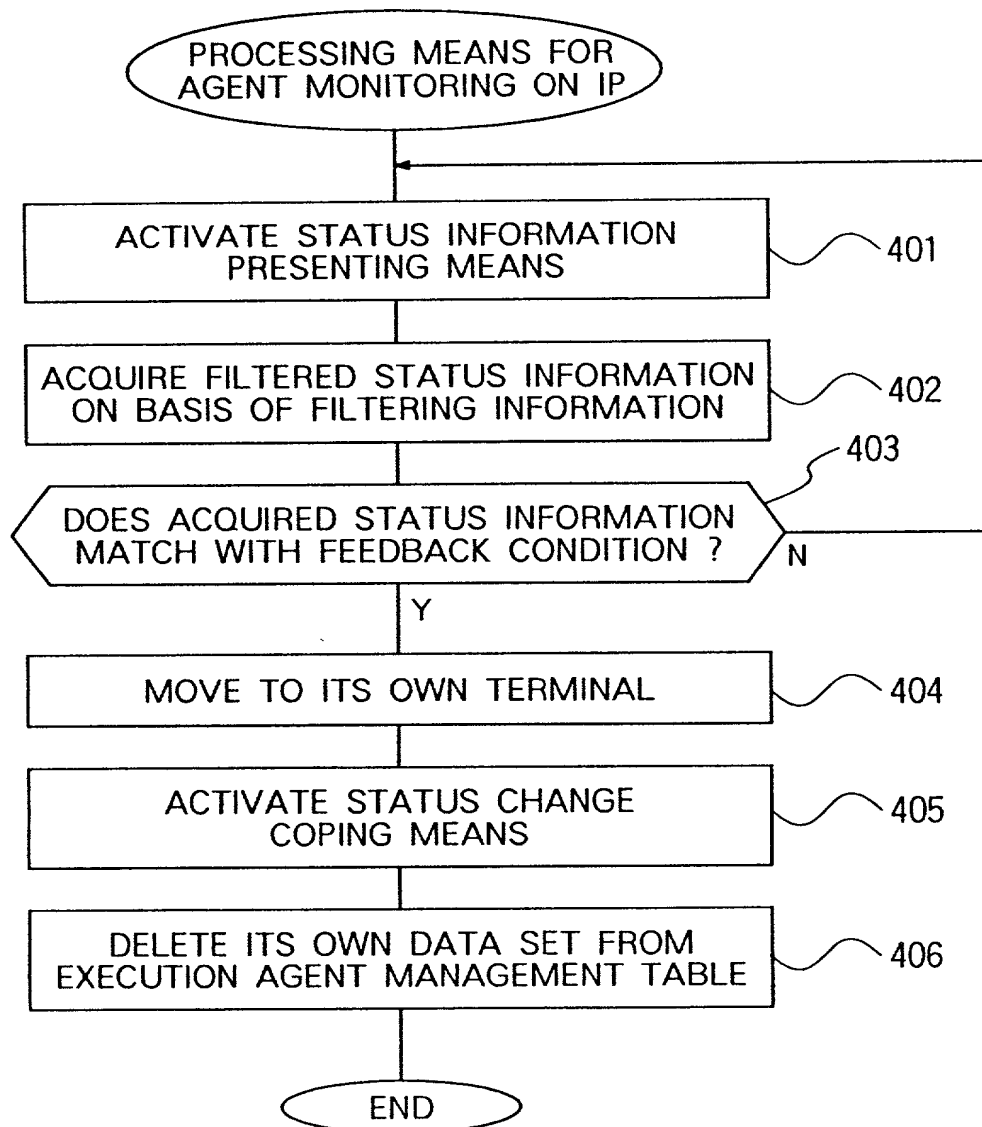 PROCESSING MEANS FOR
AGENT MONITORING ON IP
ACTIVATE STATUS INFORMATION
PRESENTING MEANS
401
ACQUIRE FILTERED STATUS INFORMATION
ON BASIS OF FILTERING INFORMATION
402
403
DOES ACQUIRED STATUS INFORMATION
MATCH WITH FEEDBACK CONDITION ?
N
Y
MOVE TO ITS OWN TERMINAL
404
ACTIVATE STATUS CHANGE
COPING MEANS
405
DELETE ITS OWN DATA SET FROM
EXECUTION AGENT MANAGEMENT TABLE
406
END